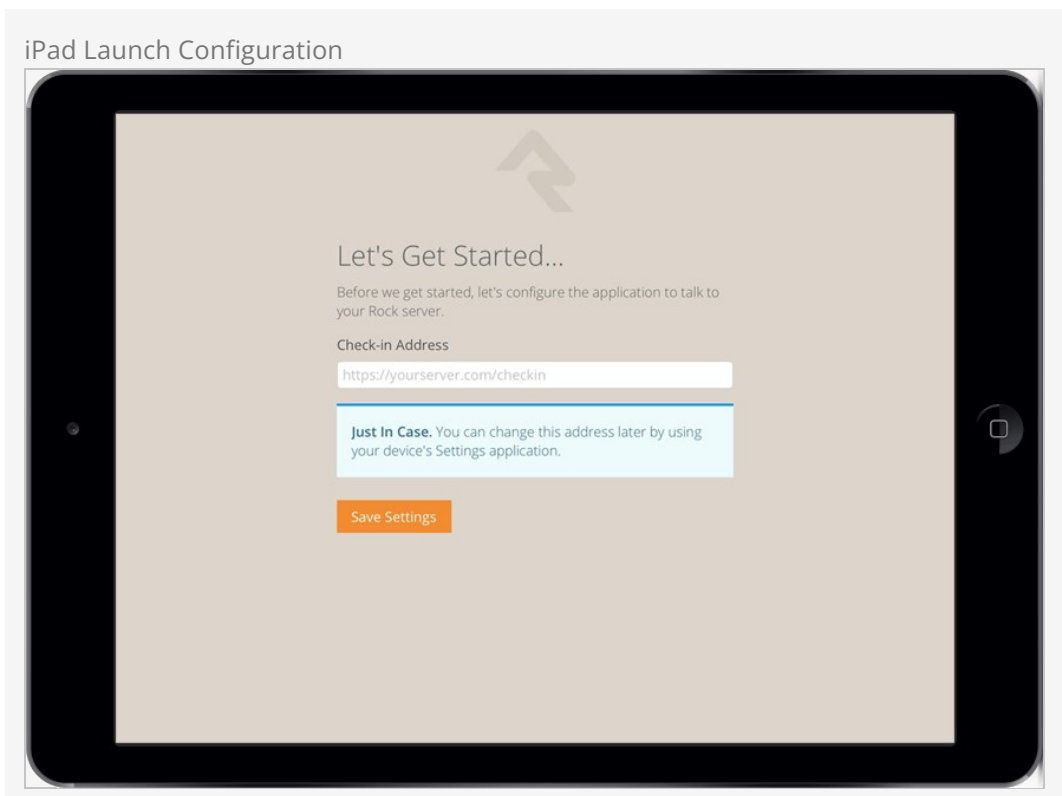 iPad Launch Configuration
Let's Get Started...
Before we get started, let's configure the application to talk to
your Rock server.
Check-in Address
https://yourserver.com/checkin
Just In Case. You can change this address later by using
your device's Settings application.
Save Settings